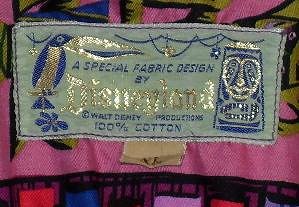 A SPECIAL FABRIC DESIGN
BY
Disneyland
© WALT DISNEY PRODUCTIONS
100% COTTON